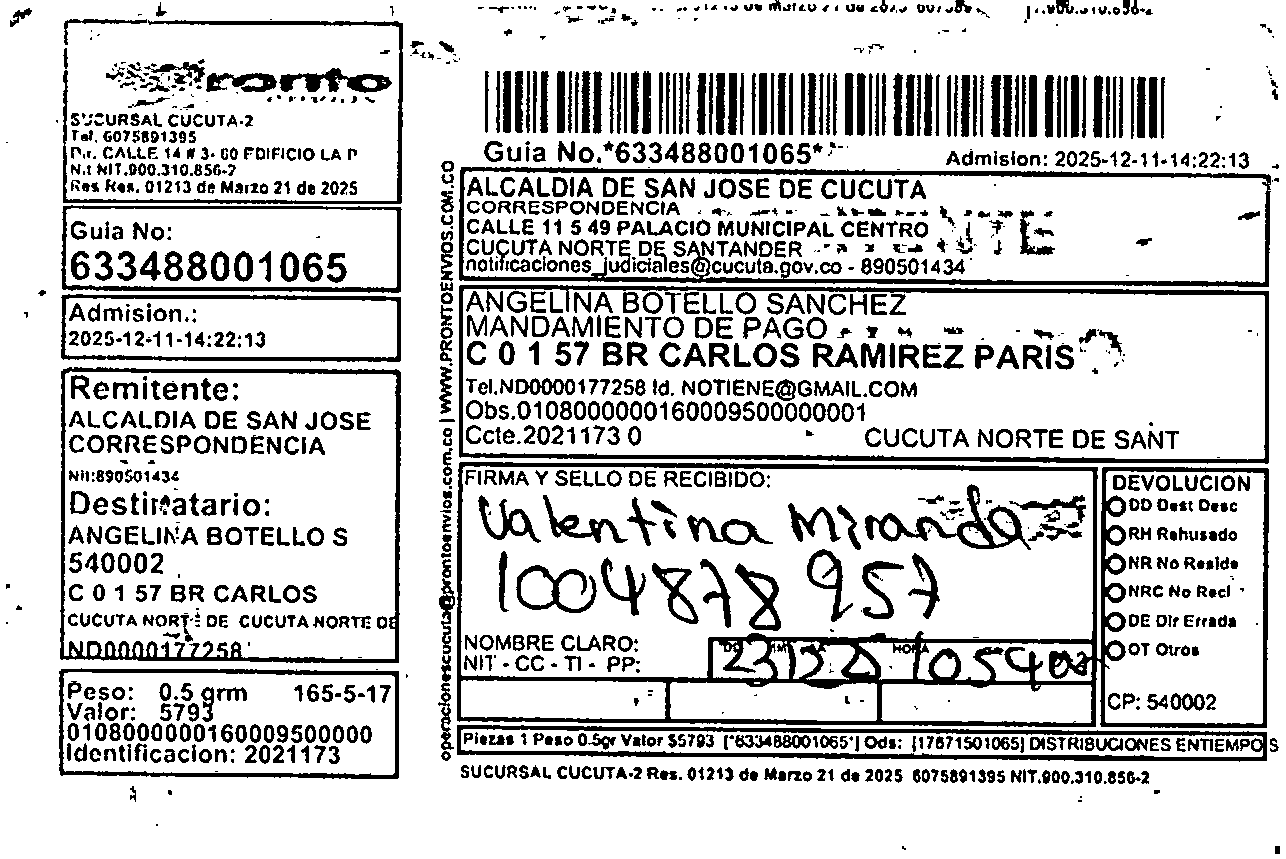 ronto
SUCURSAL CUCUTA-2
Tel. 6075891395
Dir. CALLE 14 # 3- 60 EDIFICIO LA P
Nit NIT.900.310.856-2
Res Res. 01213 de Marzo 21 de 2025
Guia No:
633488001065
Admision.:
2025-12-11-14:22:13
Remitente:
ALCALDIA DE SAN JOSE
CORRESPONDENCIA
Nit:890501434
Destinatario:
ANGELINA BOTELLO S
540002
C 0 1 57 BR CARLOS
CUCUTA NORTE DE CUCUTA NORTE DE
ND0000177258
Peso: 0.5 grm 165-5-17
Valor: 5793
01080000001600095000000
Identificacion: 2021173
operacionescucuta@prontoenvios.com.co | WWW.PRONTOENVIOS.COM.CO
Guia No.*633488001065*
Admision: 2025-12-11-14:22:13
ALCALDIA DE SAN JOSE DE CUCUTA
CORRESPONDENCIA
CALLE 11 5 49 PALACIO MUNICIPAL CENTRO
CUCUTA NORTE DE SANTANDER
notificaciones_judiciales@cucuta.gov.co - 890501434
ANGELINA BOTELLO SANCHEZ
MANDAMIENTO DE PAGO
C 0 1 57 BR CARLOS RAMIREZ PARIS
Tel.ND0000177258 Id. NOTIENE@GMAIL.COM
Obs.010800000001600095000000001
Ccte.2021173 0 CUCUTA NORTE DE SANT
FIRMA Y SELLO DE RECIBIDO:
Valentina Miranda
1004878957
NOMBRE CLARO:
NIT - CC - TI - PP:
HORA
DEVOLUCION
DD Dest Desc
RH Rehusado
NR No Reside
NRC No Recl
DE Dir Errada
OT Otros
CP: 540002
Piezas 1 Peso 0.5gr Valor $5793 [*633488001065*] Ods: [17671501065] DISTRIBUCIONES ENTIEMPO S
SUCURSAL CUCUTA-2 Res. 01213 de Marzo 21 de 2025 6075891395 NIT.900.310.856-2